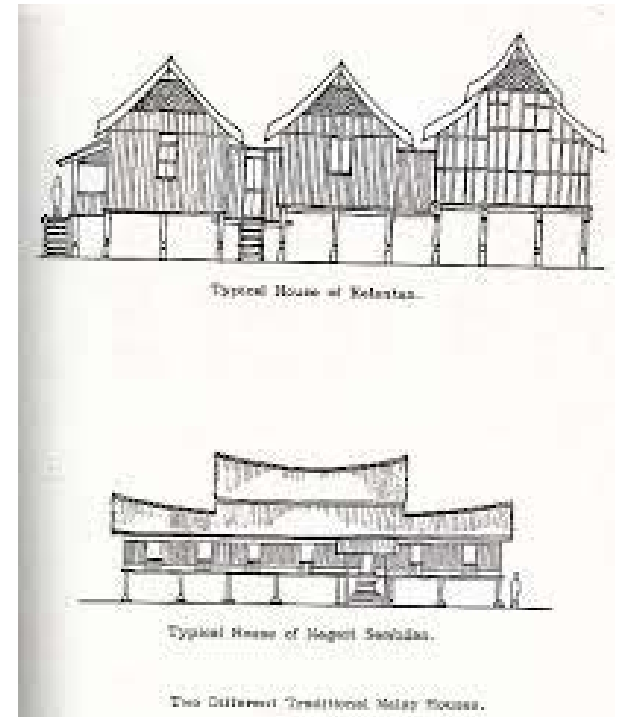 Typical House of Kelantan.
Typical House of Negeri Sembilan.
Two Different Traditional Malay Houses.